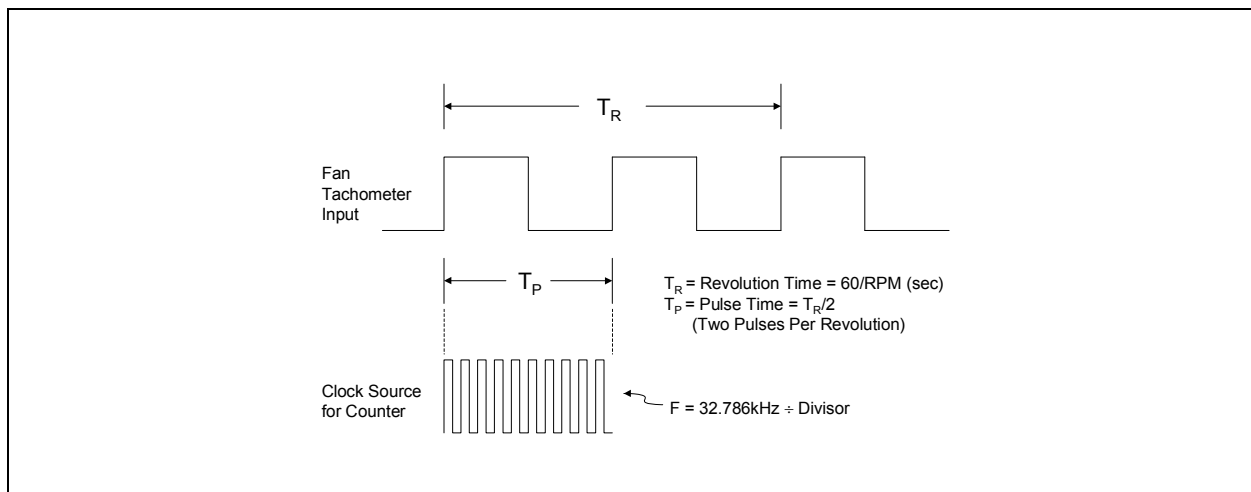 T_R
Fan
Tachometer
Input
T_P
T_R = Revolution Time = 60/RPM (sec)
T_P = Pulse Time = T_R/2
(Two Pulses Per Revolution)
Clock Source
for Counter
F = 32.786kHz ÷ Divisor